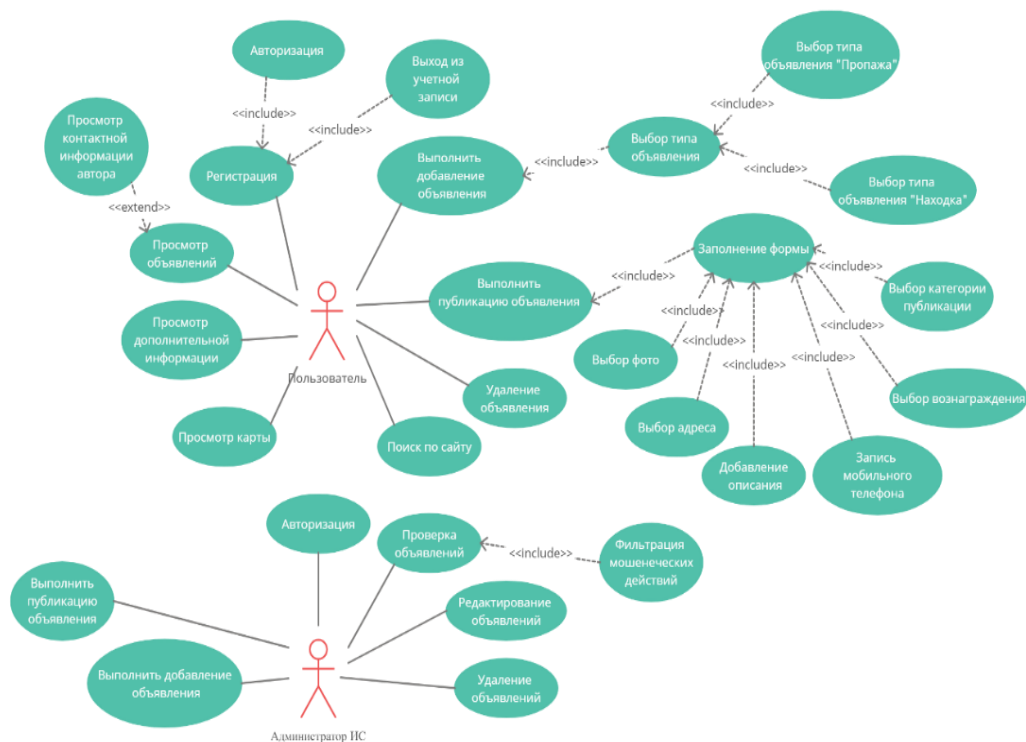 Авторизация
Выход из
учетной
записи
<<include>>
<<include>>
Просмотр
контактной
информации
автора
<<extend>>
Регистрация
Просмотр
объявлений
Просмотр
дополнительной
информации
Просмотр карты
Пользователь
Выполнить
добавление
объявления
<<include>>
Выбор типа
объявления
<<include>>
Выбор типа
объявления "Пропажа"
<<include>>
Выбор типа
объявления "Находка"
Выполнить
публикацию объявления
<<include>>
Заполнение формы
<<include>>
Выбор категории
публикации
<<include>>
<<include>>
<<include>>
<<include>>
<<include>>
Выбор фото
Выбор адреса
Добавление
описания
Запись
мобильного
телефона
Выбор вознаграждения
Удаление
объявления
Поиск по сайту
Авторизация
Проверка
объявлений
<<include>>
Фильтрация
мошенеческих
действий
Выполнить
публикацию
объявления
Редактирование
объявлений
Выполнить добавление
объявления
Удаление
объявлений
Администратор ИС